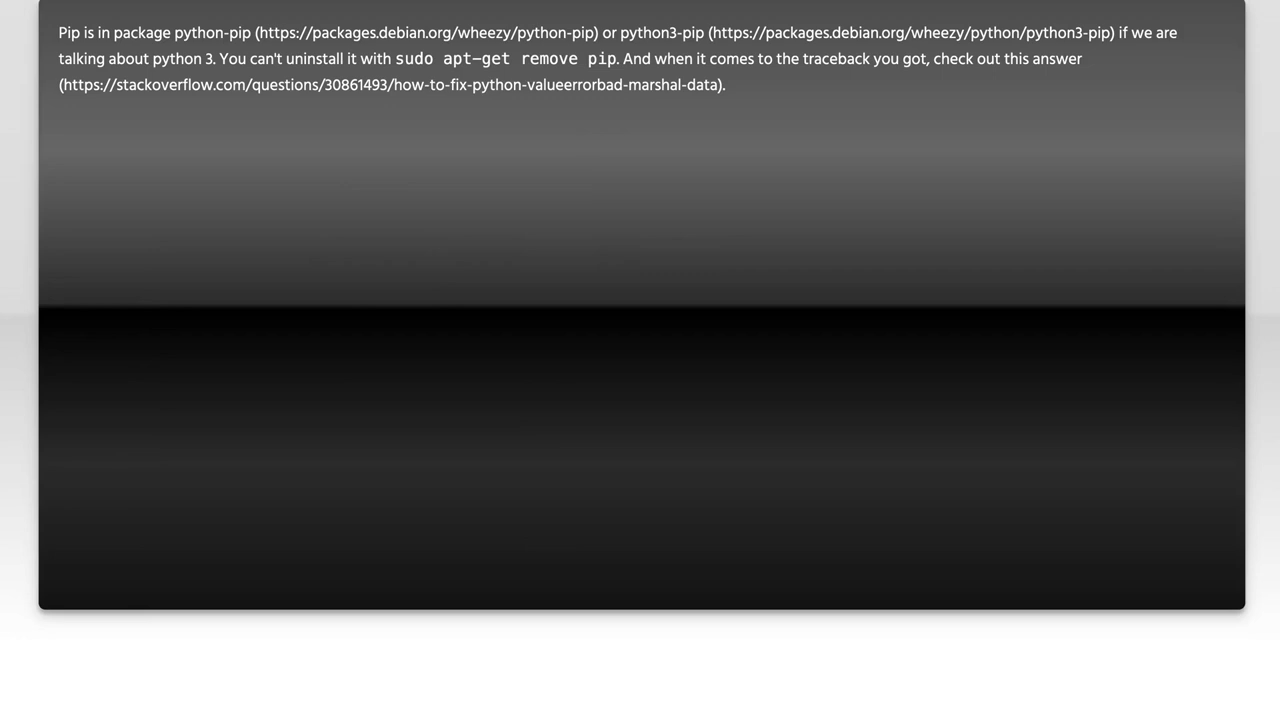 Pip is in package python-pip (https://packages.debian.org/wheezy/python-pip) or python3-pip (https://packages.debian.org/wheezy/python/python3-pip) if we are
talking about python 3. You can't uninstall it with sudo apt-get remove pip. And when it comes to the traceback you got, check out this answer
(https://stackoverflow.com/questions/30861493/how-to-fix-python-valueerrorbad-marshal-data).